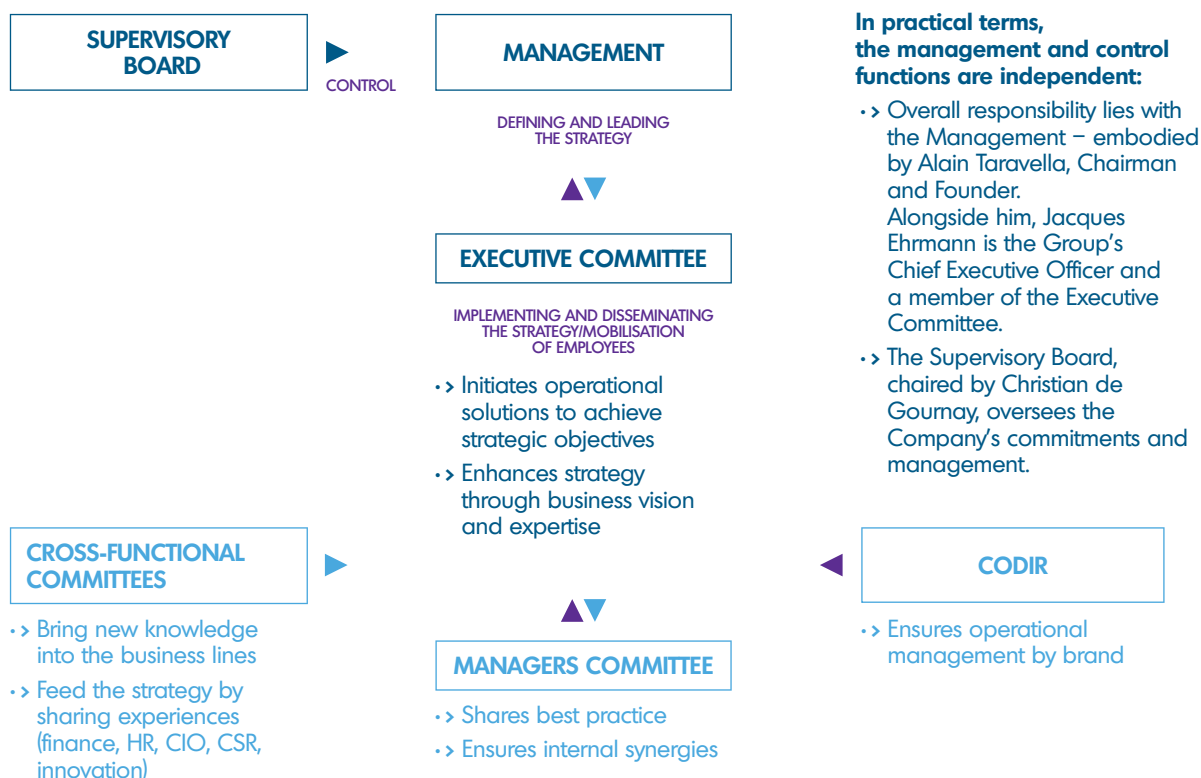 SUPERVISORY
BOARD
CONTROL
MANAGEMENT
DEFINING AND LEADING
THE STRATEGY
EXECUTIVE COMMITTEE
IMPLEMENTING AND DISSEMINATING
THE STRATEGY/MOBILISATION
OF EMPLOYEES
Initiates operational
solutions to achieve
strategic objectives
Enhances strategy
through business vision
and expertise
In practical terms,
the management and control
functions are independent:
Overall responsibility lies with
the Management – embodied
by Alain Taravella, Chairman
and Founder.
Alongside him, Jacques
Ehrmann is the Group's
Chief Executive Officer and
a member of the Executive
Committee.
The Supervisory Board,
chaired by Christian de
Gournay, oversees the
Company's commitments and
management.
CROSS-FUNCTIONAL
COMMITTEES
Bring new knowledge
into the business lines
Feed the strategy by
sharing experiences
(finance, HR, CIO, CSR,
innovation)
MANAGERS COMMITTEE
Shares best practice
Ensures internal synergies
CODIR
Ensures operational
management by brand